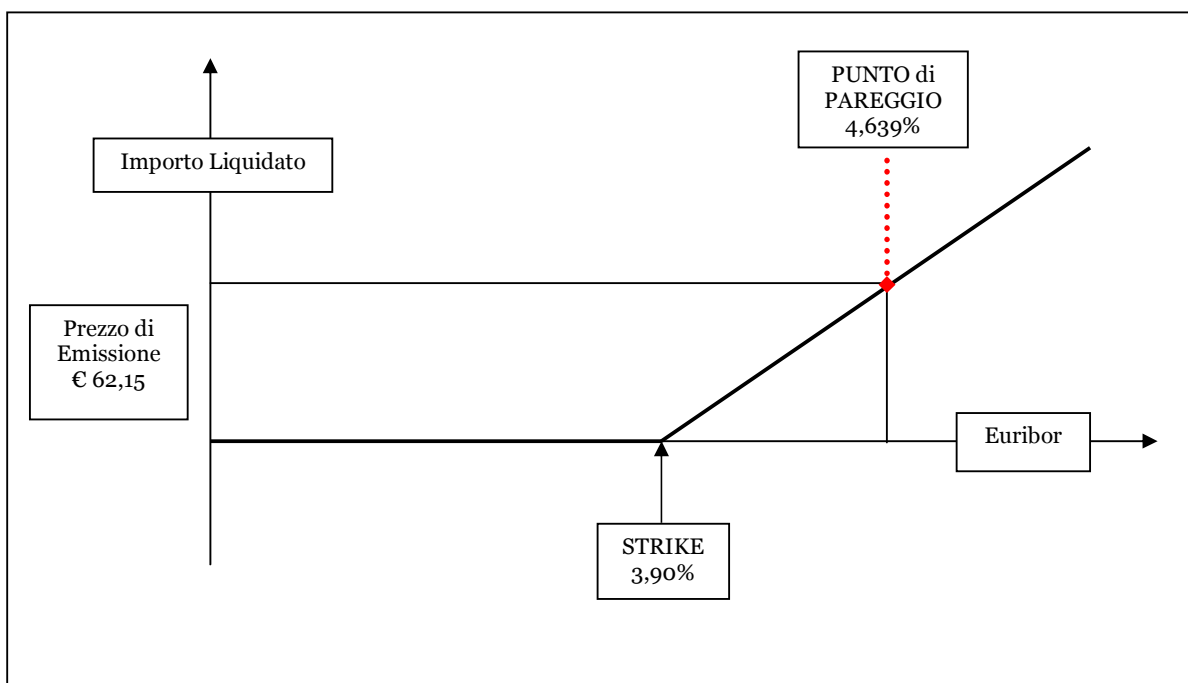 PUNTO di
PAREGGIO
4,639%
Importo Liquidato
Prezzo di
Emissione
€ 62,15
Euribor
STRIKE
3,90%